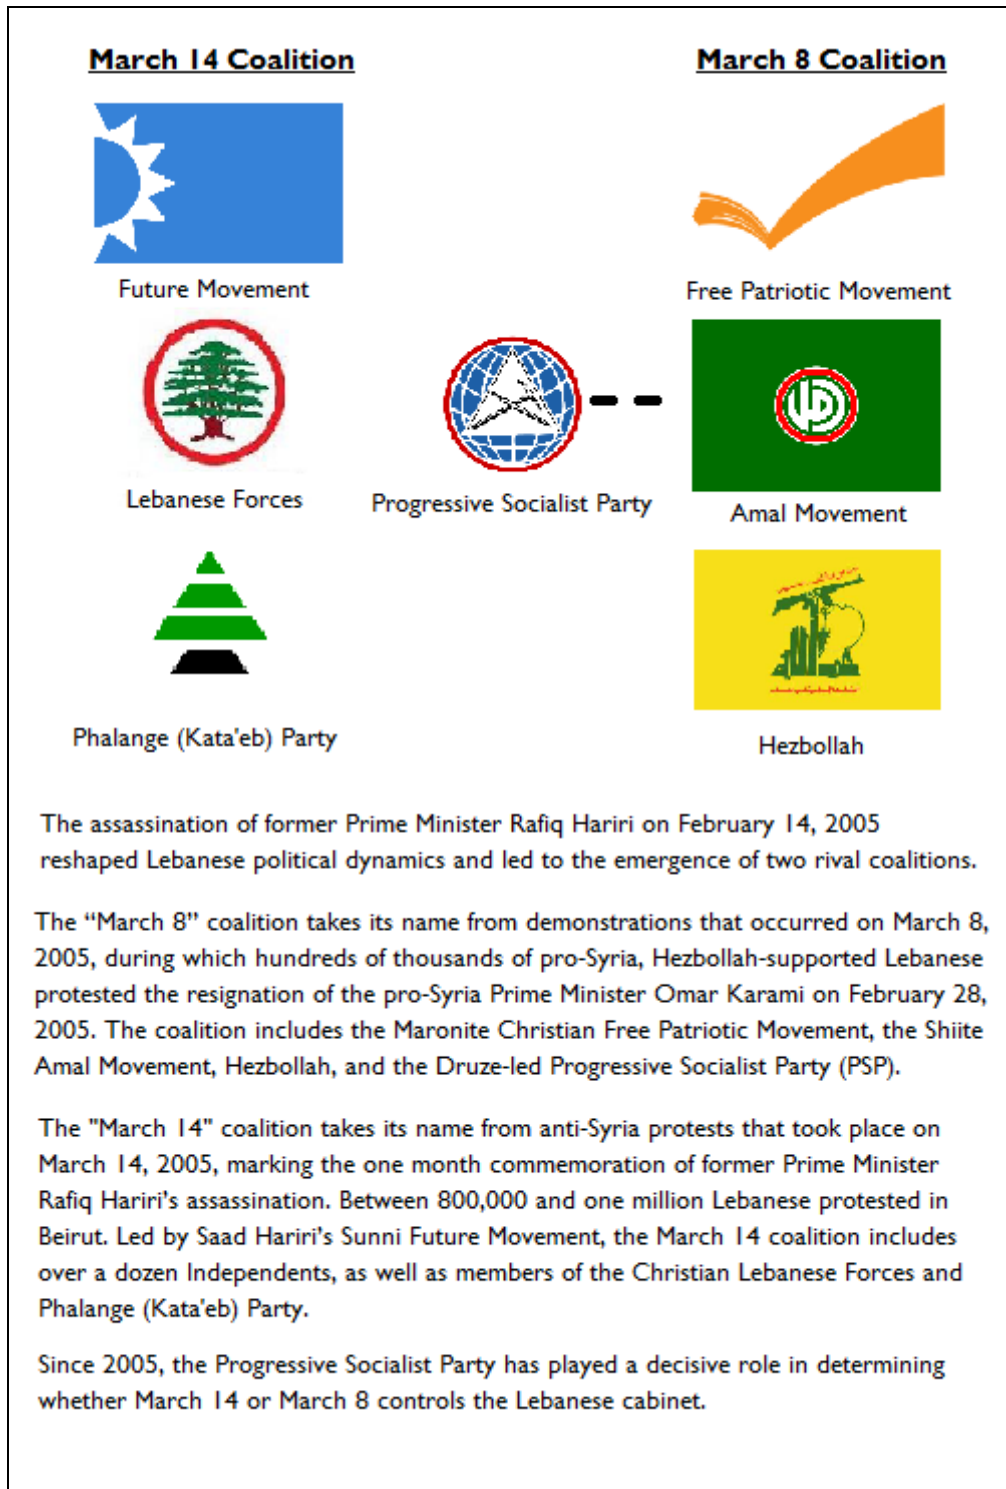 March 14 Coalition
March 8 Coalition
Future Movement
Free Patriotic Movement
Lebanese Forces
Progressive Socialist Party
Amal Movement
Phalange (Kata'eb) Party
Hezbollah
The assassination of former Prime Minister Rafiq Hariri on February 14, 2005
reshaped Lebanese political dynamics and led to the emergence of two rival coalitions.
The “March 8” coalition takes its name from demonstrations that occurred on March 8,
2005, during which hundreds of thousands of pro-Syria, Hezbollah-supported Lebanese
protested the resignation of the pro-Syria Prime Minister Omar Karami on February 28,
2005. The coalition includes the Maronite Christian Free Patriotic Movement, the Shiite
Amal Movement, Hezbollah, and the Druze-led Progressive Socialist Party (PSP).
The "March 14" coalition takes its name from anti-Syria protests that took place on
March 14, 2005, marking the one month commemoration of former Prime Minister
Rafiq Hariri’s assassination. Between 800,000 and one million Lebanese protested in
Beirut. Led by Saad Hariri’s Sunni Future Movement, the March 14 coalition includes
over a dozen Independents, as well as members of the Christian Lebanese Forces and
Phalange (Kata'eb) Party.
Since 2005, the Progressive Socialist Party has played a decisive role in determining
whether March 14 or March 8 controls the Lebanese cabinet.